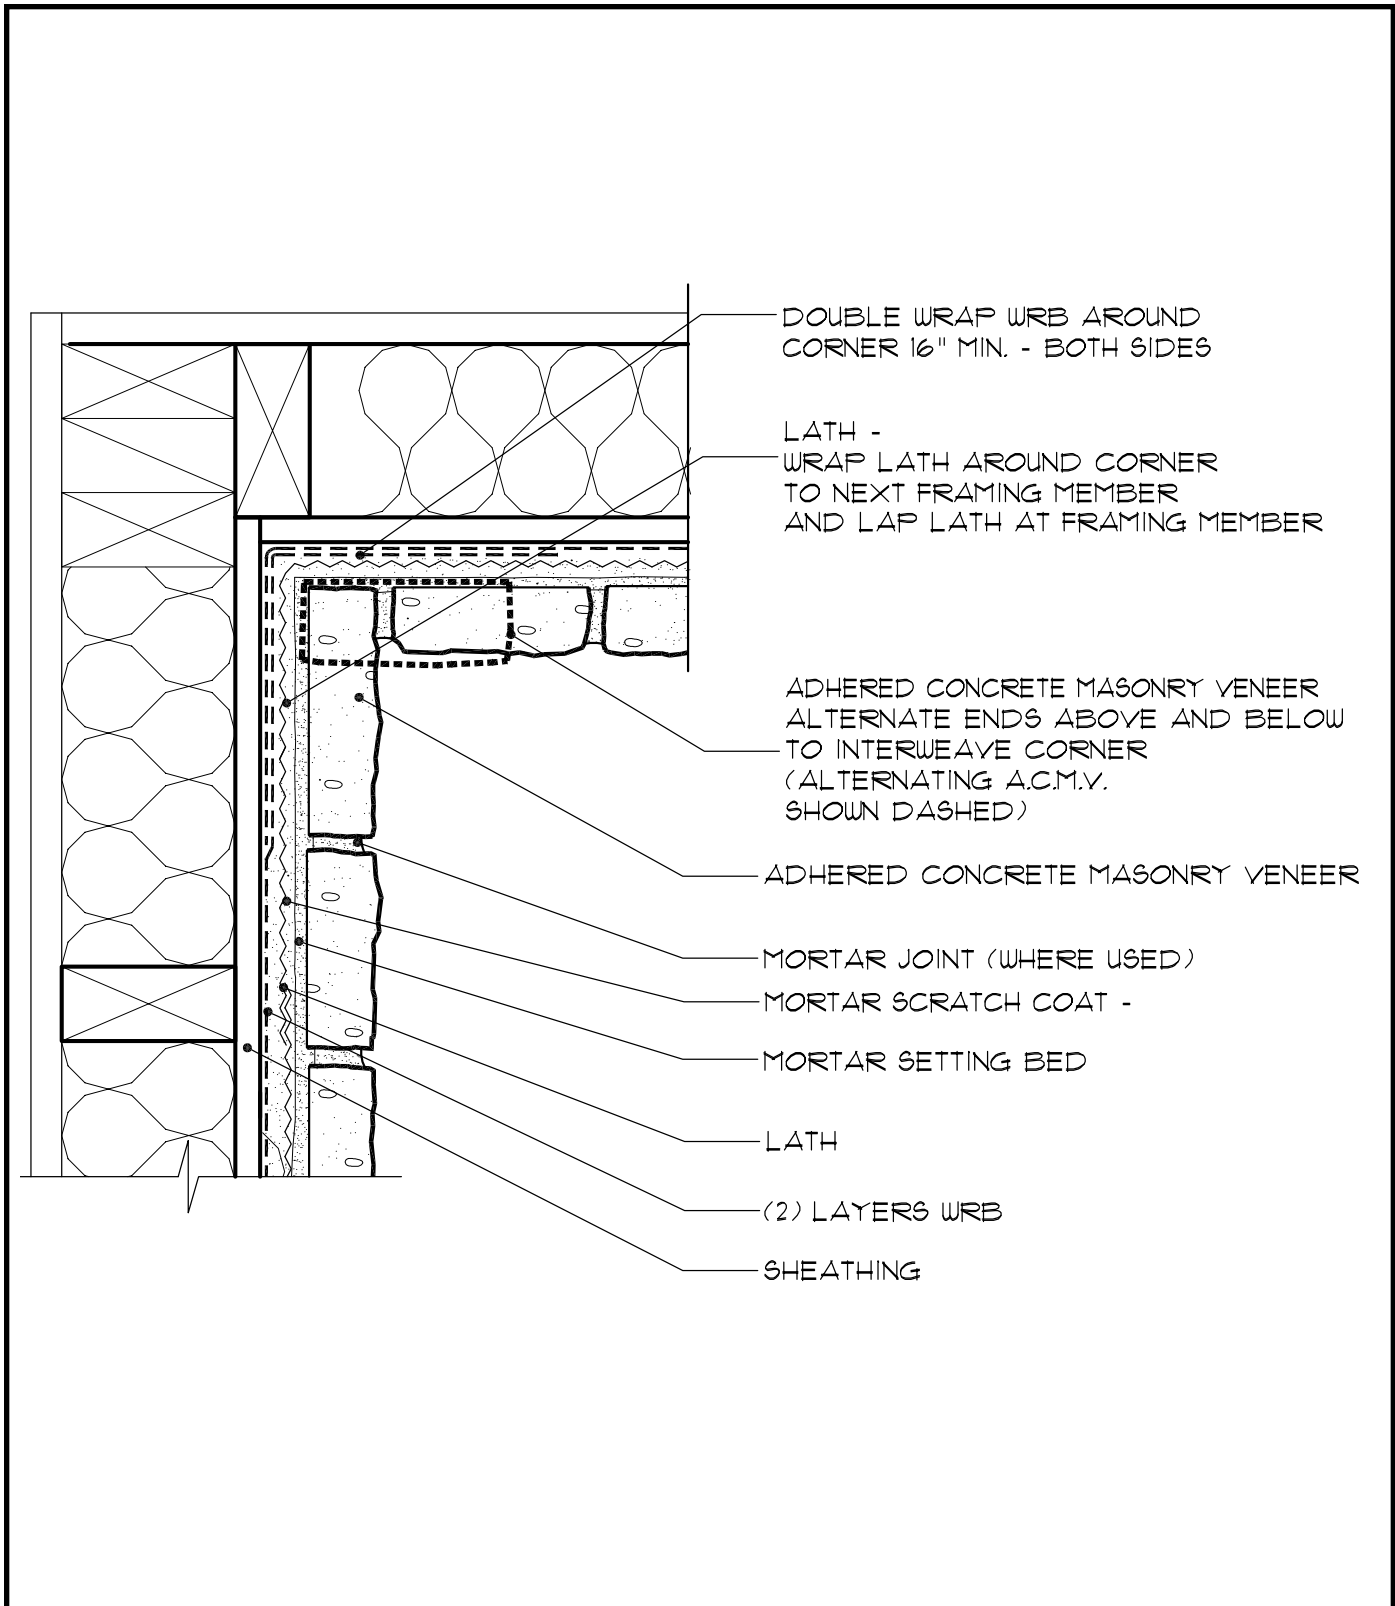 DOUBLE WRAP WRB AROUND
CORNER 16" MIN. - BOTH SIDES
LATH -
WRAP LATH AROUND CORNER
TO NEXT FRAMING MEMBER
AND LAP LATH AT FRAMING MEMBER
ADHERED CONCRETE MASONRY VENEER
ALTERNATE ENDS ABOVE AND BELOW
TO INTERWEAVE CORNER
(ALTERNATING A.C.M.V.
SHOWN DASHED)
ADHERED CONCRETE MASONRY VENEER
MORTAR JOINT (WHERE USED)
MORTAR SCRATCH COAT -
MORTAR SETTING BED
LATH
(2) LAYERS WRB
SHEATHING